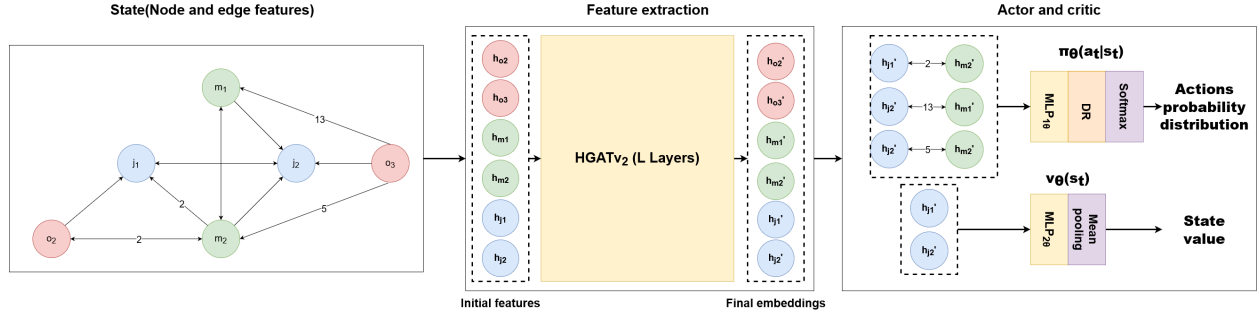 State(Node and edge features)
Feature extraction
Actor and critic
m₁
13
j₁
j₂
o₃
2
5
o₂
2
m₂
hₒ₂
hₒ₃
hₘ₁
hₘ₂
hⱼ₁
hⱼ₂
Initial features
HGATv₂ (L Layers)
hₒ₂'
hₒ₃'
hₘ₁'
hₘ₂'
hⱼ₁'
hⱼ₂'
Final embeddings
hⱼ₁' 2 hₘ₂'
hⱼ₂' 13 hₘ₁'
hⱼ₂' 5 hₘ₂'
πθ(at|st)
MLP₁θ
DR
Softmax
Actions
probability
distribution
hⱼ₁'
hⱼ₂'
vθ(st)
MLP₂θ
Mean
pooling
State
value